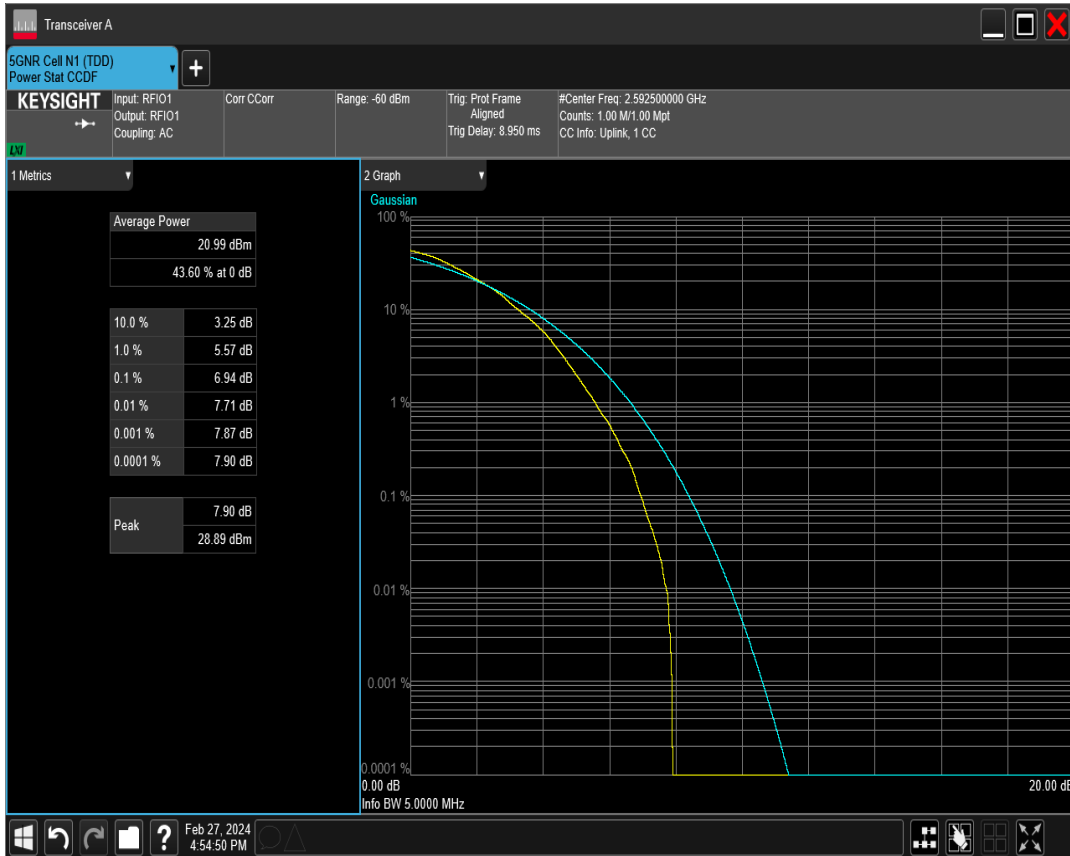 Transceiver A
5GNR Cell N1 (TDD)
Power Stat CCDF
+
KEYSIGHT
LXI
Input: RFIO1
Output: RFIO1
Coupling: AC
Corr CCorr
Range: -60 dBm
Trig: Prot Frame
Aligned
Trig Delay: 8.950 ms
#Center Freq: 2.592500000 GHz
Counts: 1.00 M/1.00 Mpt
CC Info: Uplink, 1 CC
1 Metrics
Average Power
20.99 dBm
43.60 % at 0 dB
10.0 % 3.25 dB
1.0 % 5.57 dB
0.1 % 6.94 dB
0.01 % 7.71 dB
0.001 % 7.87 dB
0.0001 % 7.90 dB
Peak 7.90 dB
28.89 dBm
2 Graph
Gaussian
100 %
10 %
1 %
0.1 %
0.01 %
0.001 %
0.0001 %
0.00 dB 20.00 dB
Info BW 5.0000 MHz
?
Feb 27, 2024
4:54:50 PM